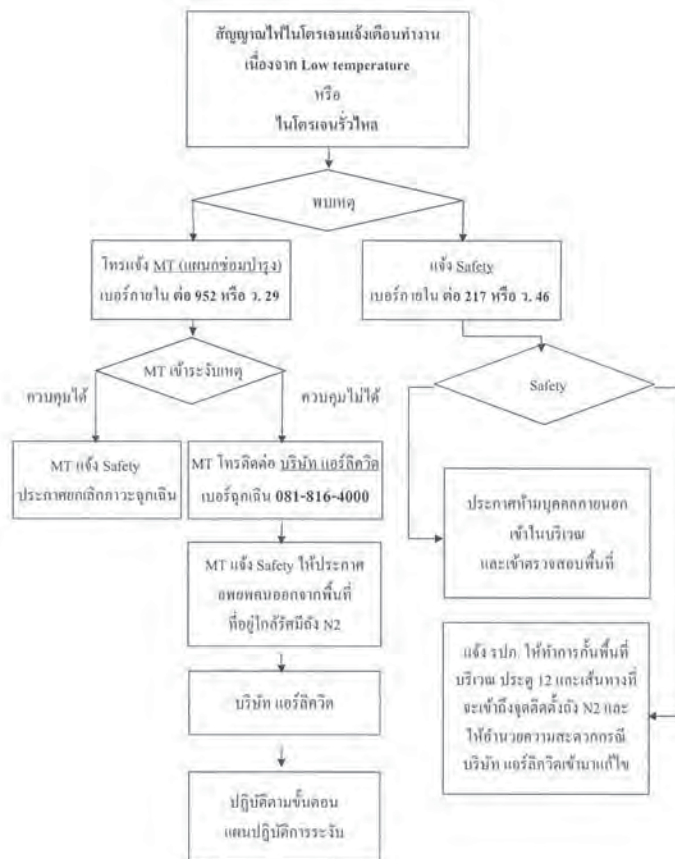 สัญญาณไฟไนโตรเจนแจ้งเตือนทำงาน
เนื่องจาก Low temperature
หรือ
ไนโตรเจนรั่วไหล
พบเหตุ
โทรแจ้ง MT (แผนกซ่อมบำรุง)
เบอร์ภายใน ต่อ 952 หรือ ว. 29
แจ้ง Safety
เบอร์ภายใน ต่อ 217 หรือ ว. 46
MT เข้าระงับเหตุ
ควบคุมได้
ควบคุมไม่ได้
Safety
MT แจ้ง Safety
ประกาศยกเลิกภาวะฉุกเฉิน
MT โทรติดต่อ บริษัท แอร์ลิควิด
เบอร์ฉุกเฉิน 081-816-4000
ประกาศห้ามบุคคลภายนอก
เข้าในบริเวณ
และเข้าตรวจสอบพื้นที่
MT แจ้ง Safety ให้ประกาศ
อพยพคนออกจากพื้นที่
ที่อยู่ใกล้รัศมีถัง N2
แจ้ง รปภ. ให้ทำการกั้นพื้นที่
บริเวณ ประตู 12 และเส้นทางที่
จะเข้าถึงจุดติดตั้งถัง N2 และ
ให้อำนวยความสะดวกกรณี
บริษัท แอร์ลิควิดเข้ามาแก้ไข
บริษัท แอร์ลิควิด
ปฏิบัติตามขั้นตอน
แผนปฏิบัติการระงับ